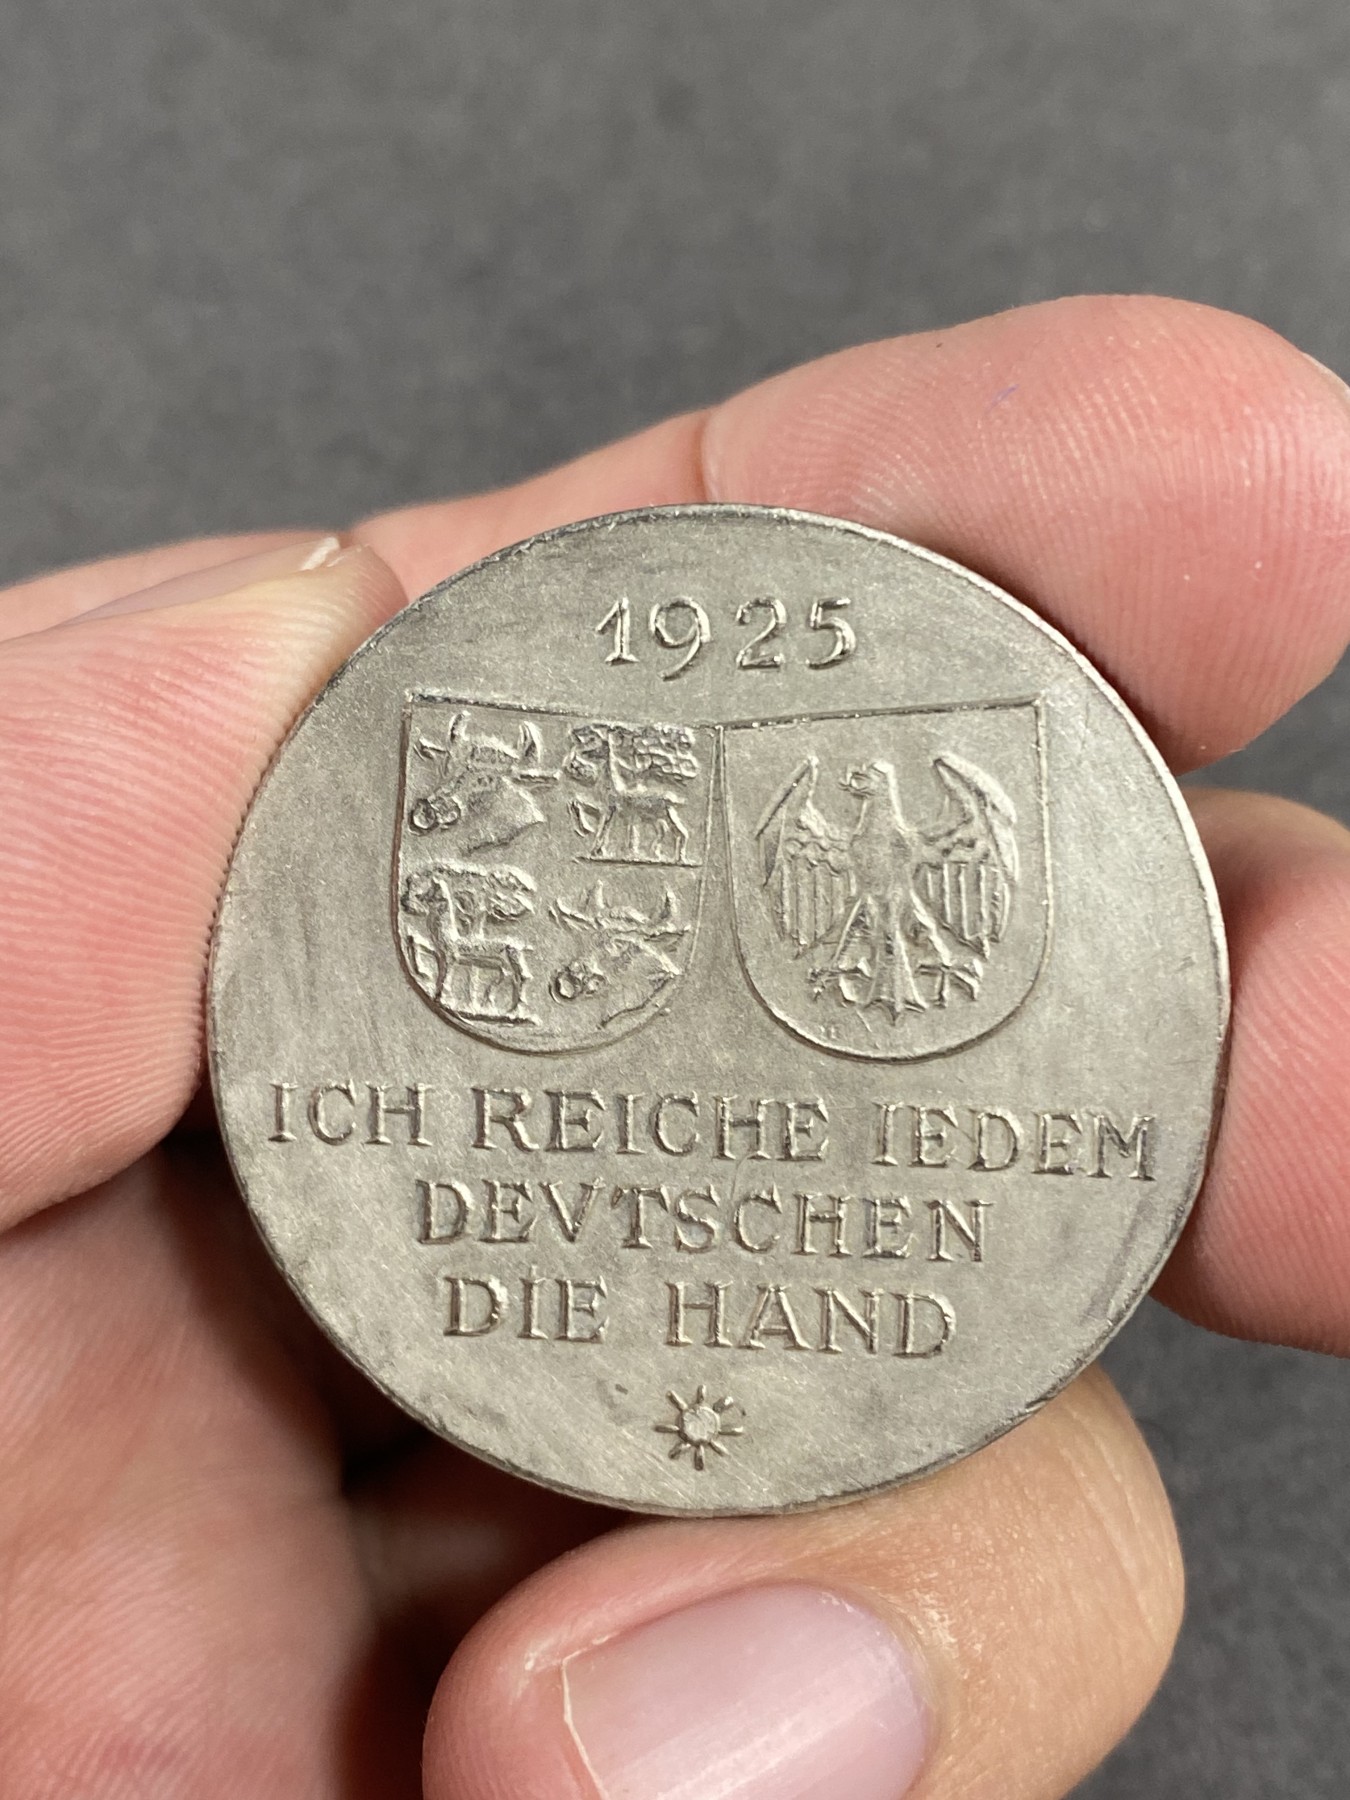 1925
ICH REICHE IEDEM
DEVTSCHEN
DIE HAND